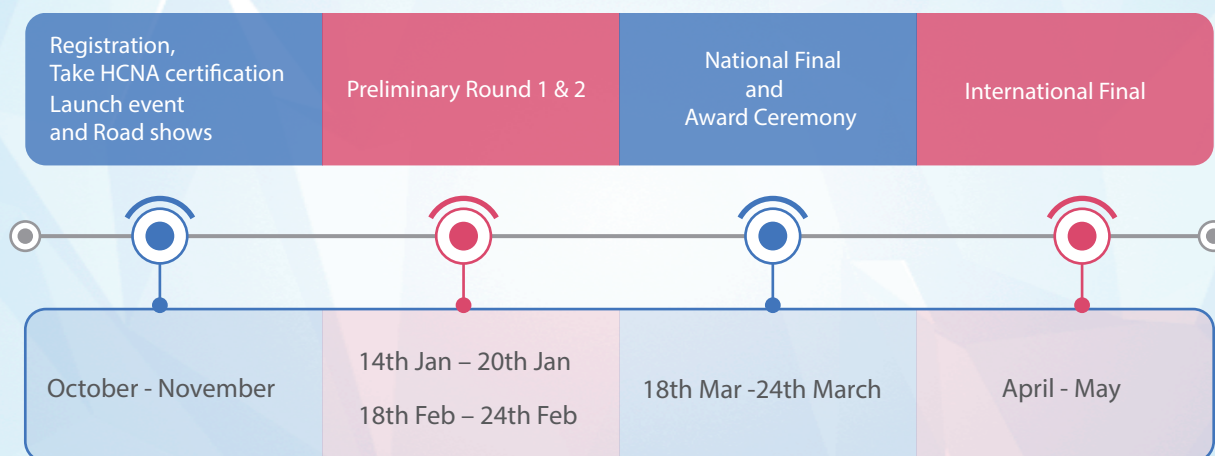 Registration,
Take HCNA certification
Launch event
and Road shows
Preliminary Round 1 & 2
National Final
and
Award Ceremony
International Final
October - November
14th Jan – 20th Jan
18th Feb – 24th Feb
18th Mar -24th March
April - May